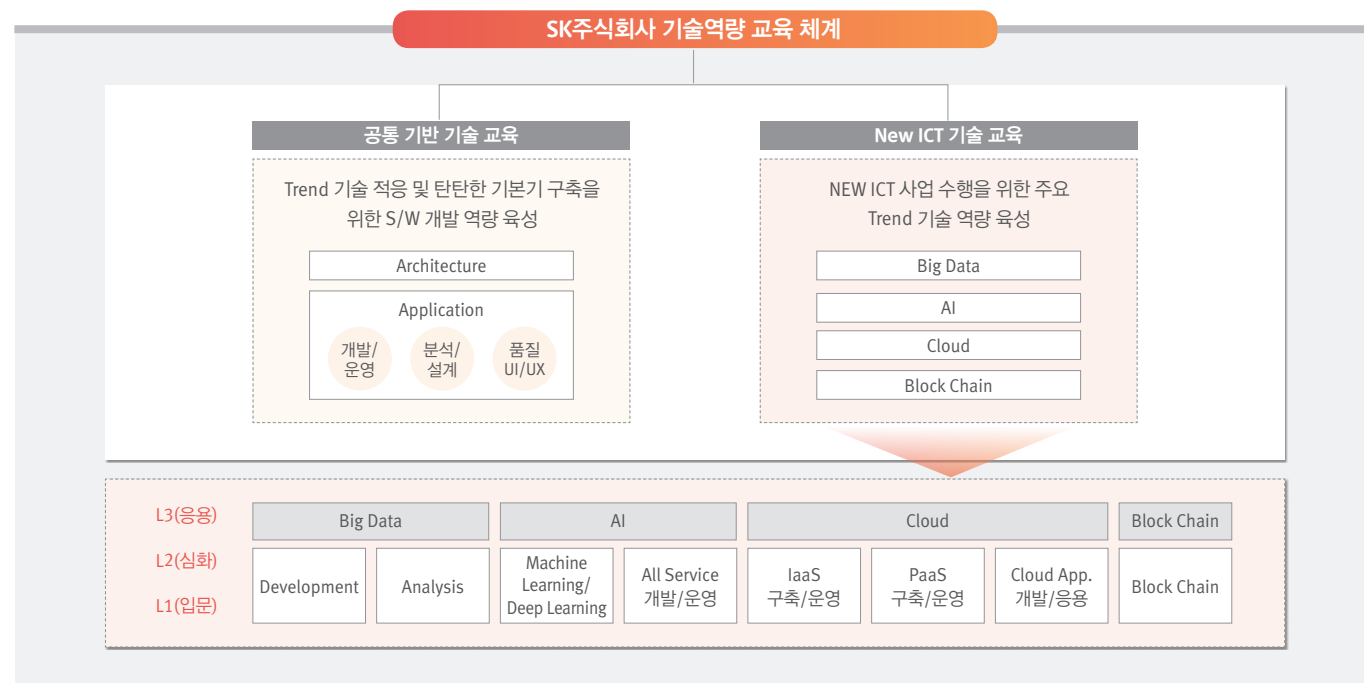 SK주식회사 기술역량 교육 체계
공통 기반 기술 교육
Trend 기술 적응 및 탄탄한 기본기 구축을
위한 S/W 개발 역량 육성
Architecture
Application
개발/
운영
분석/
설계
품질
UI/UX
New ICT 기술 교육
NEW ICT 사업 수행을 위한 주요
Trend 기술 역량 육성
Big Data
AI
Cloud
Block Chain
L3(응용)
L2(심화)
L1(입문)
Big Data
AI
Cloud
Block Chain
Development
Analysis
Machine
Learning/
Deep Learning
All Service
개발/운영
IaaS
구축/운영
PaaS
구축/운영
Cloud App.
개발/응용
Block Chain